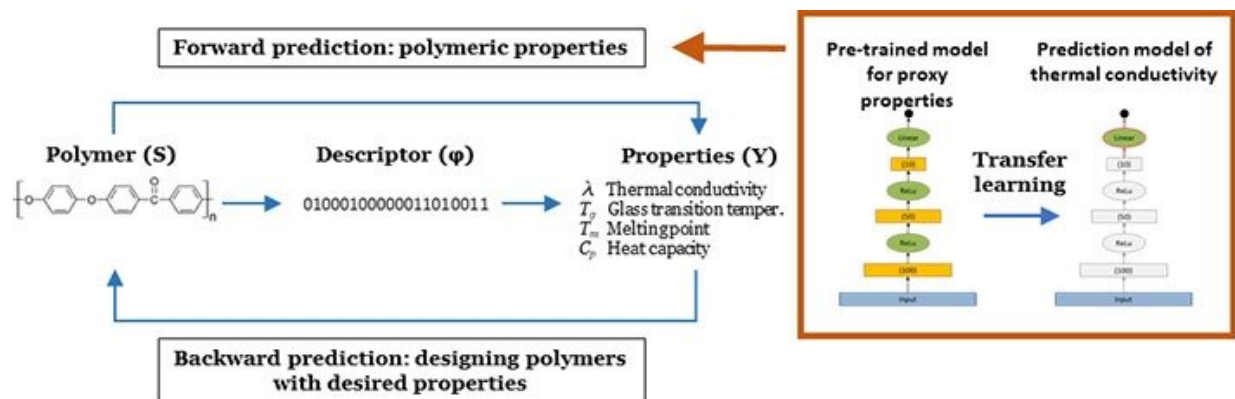 Forward prediction: polymeric properties
Polymer (S)
Descriptor (φ)
Properties (Y)
O
O
O
n
01000100000011010011
λ Thermal conductivity
Tg Glass transition temper.
Tm Meltingpoint
Cp Heat capacity
Backward prediction: designing polymers
with desired properties
Pre-trained model
for proxy
properties
Linear
(10)
ReLu
(50)
ReLu
(100)
Input
Transfer
learning
Prediction model of
thermal conductivity
Linear
(10)
ReLu
(50)
ReLu
(100)
Input